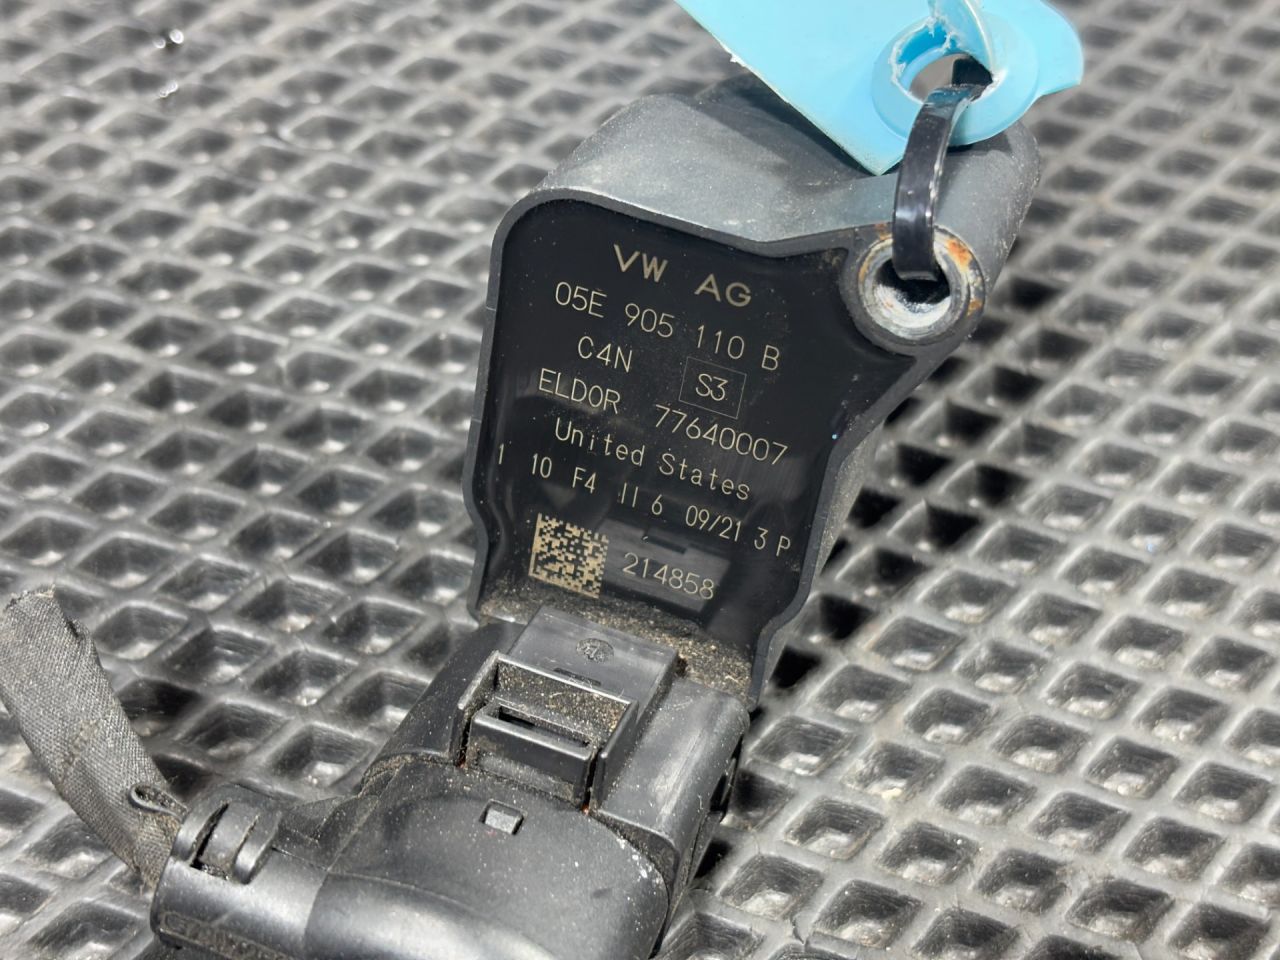 VW AG
05E 905 110 B
C4N S3
ELDOR 77640007
United States
1 10 F4 II 6 09/21 3 P
214858